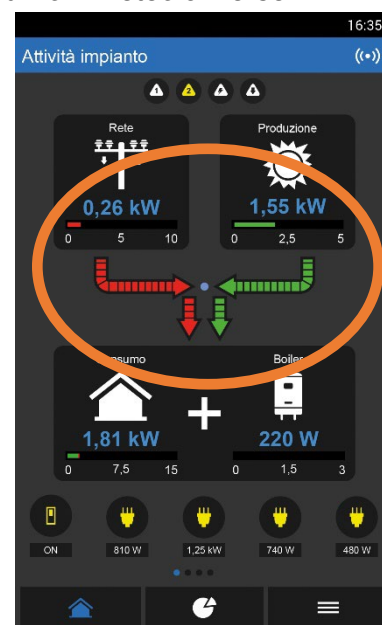 16:35
Attività impianto
1 2
Rete Produzione
0,26 kW 1,55 kW
0 5 10 0 2,5 5
Consumo Boiler
1,81 kW + 220 W
0 7,5 15 0 1,5 3
ON 810 W 1,25 kW 740 W 480 W